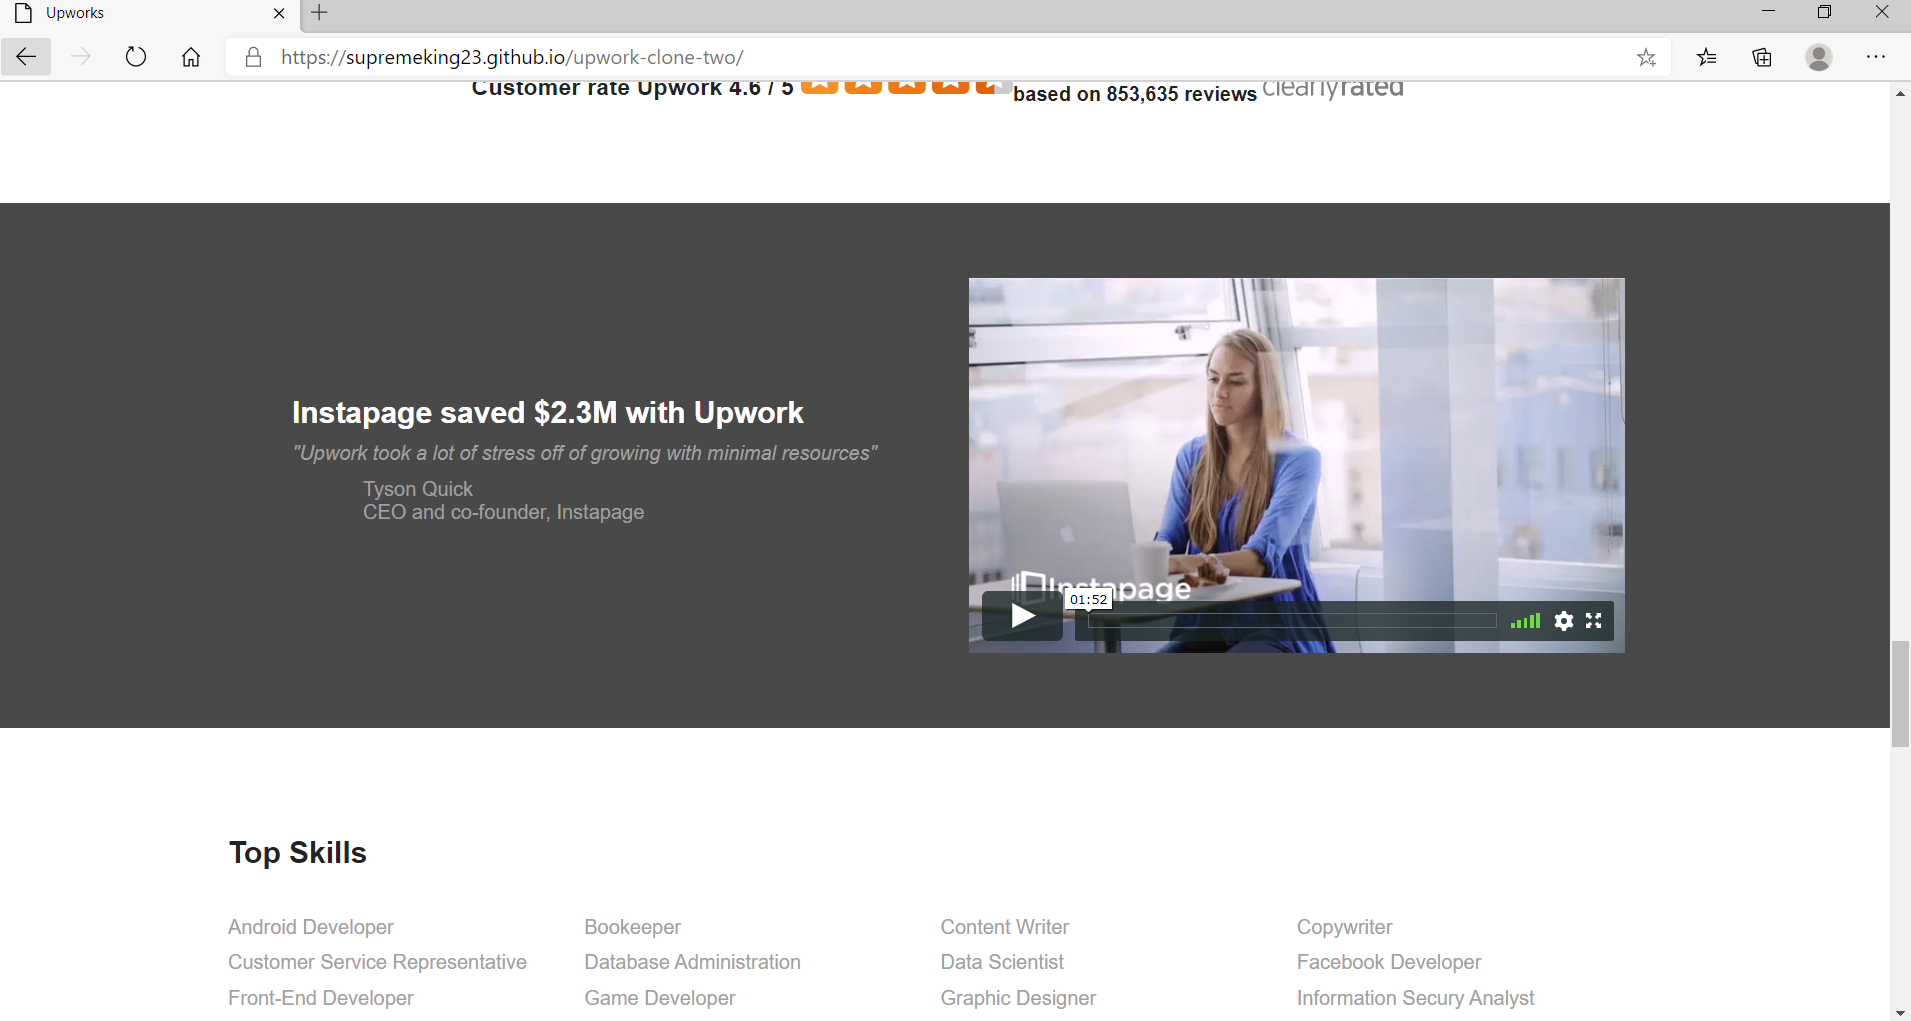 Upworks
https://supremeking23.github.io/upwork-clone-two/
Customer rate Upwork 4.6 / 5
based on 853,635 reviews
clearlyrated
Instapage saved $2.3M with Upwork
"Upwork took a lot of stress off of growing with minimal resources"
Tyson Quick
CEO and co-founder, Instapage
Instapage
01:52
Top Skills
Android Developer
Bookeeper
Content Writer
Copywriter
Customer Service Representative
Database Administration
Data Scientist
Facebook Developer
Front-End Developer
Game Developer
Graphic Designer
Information Secury Analyst